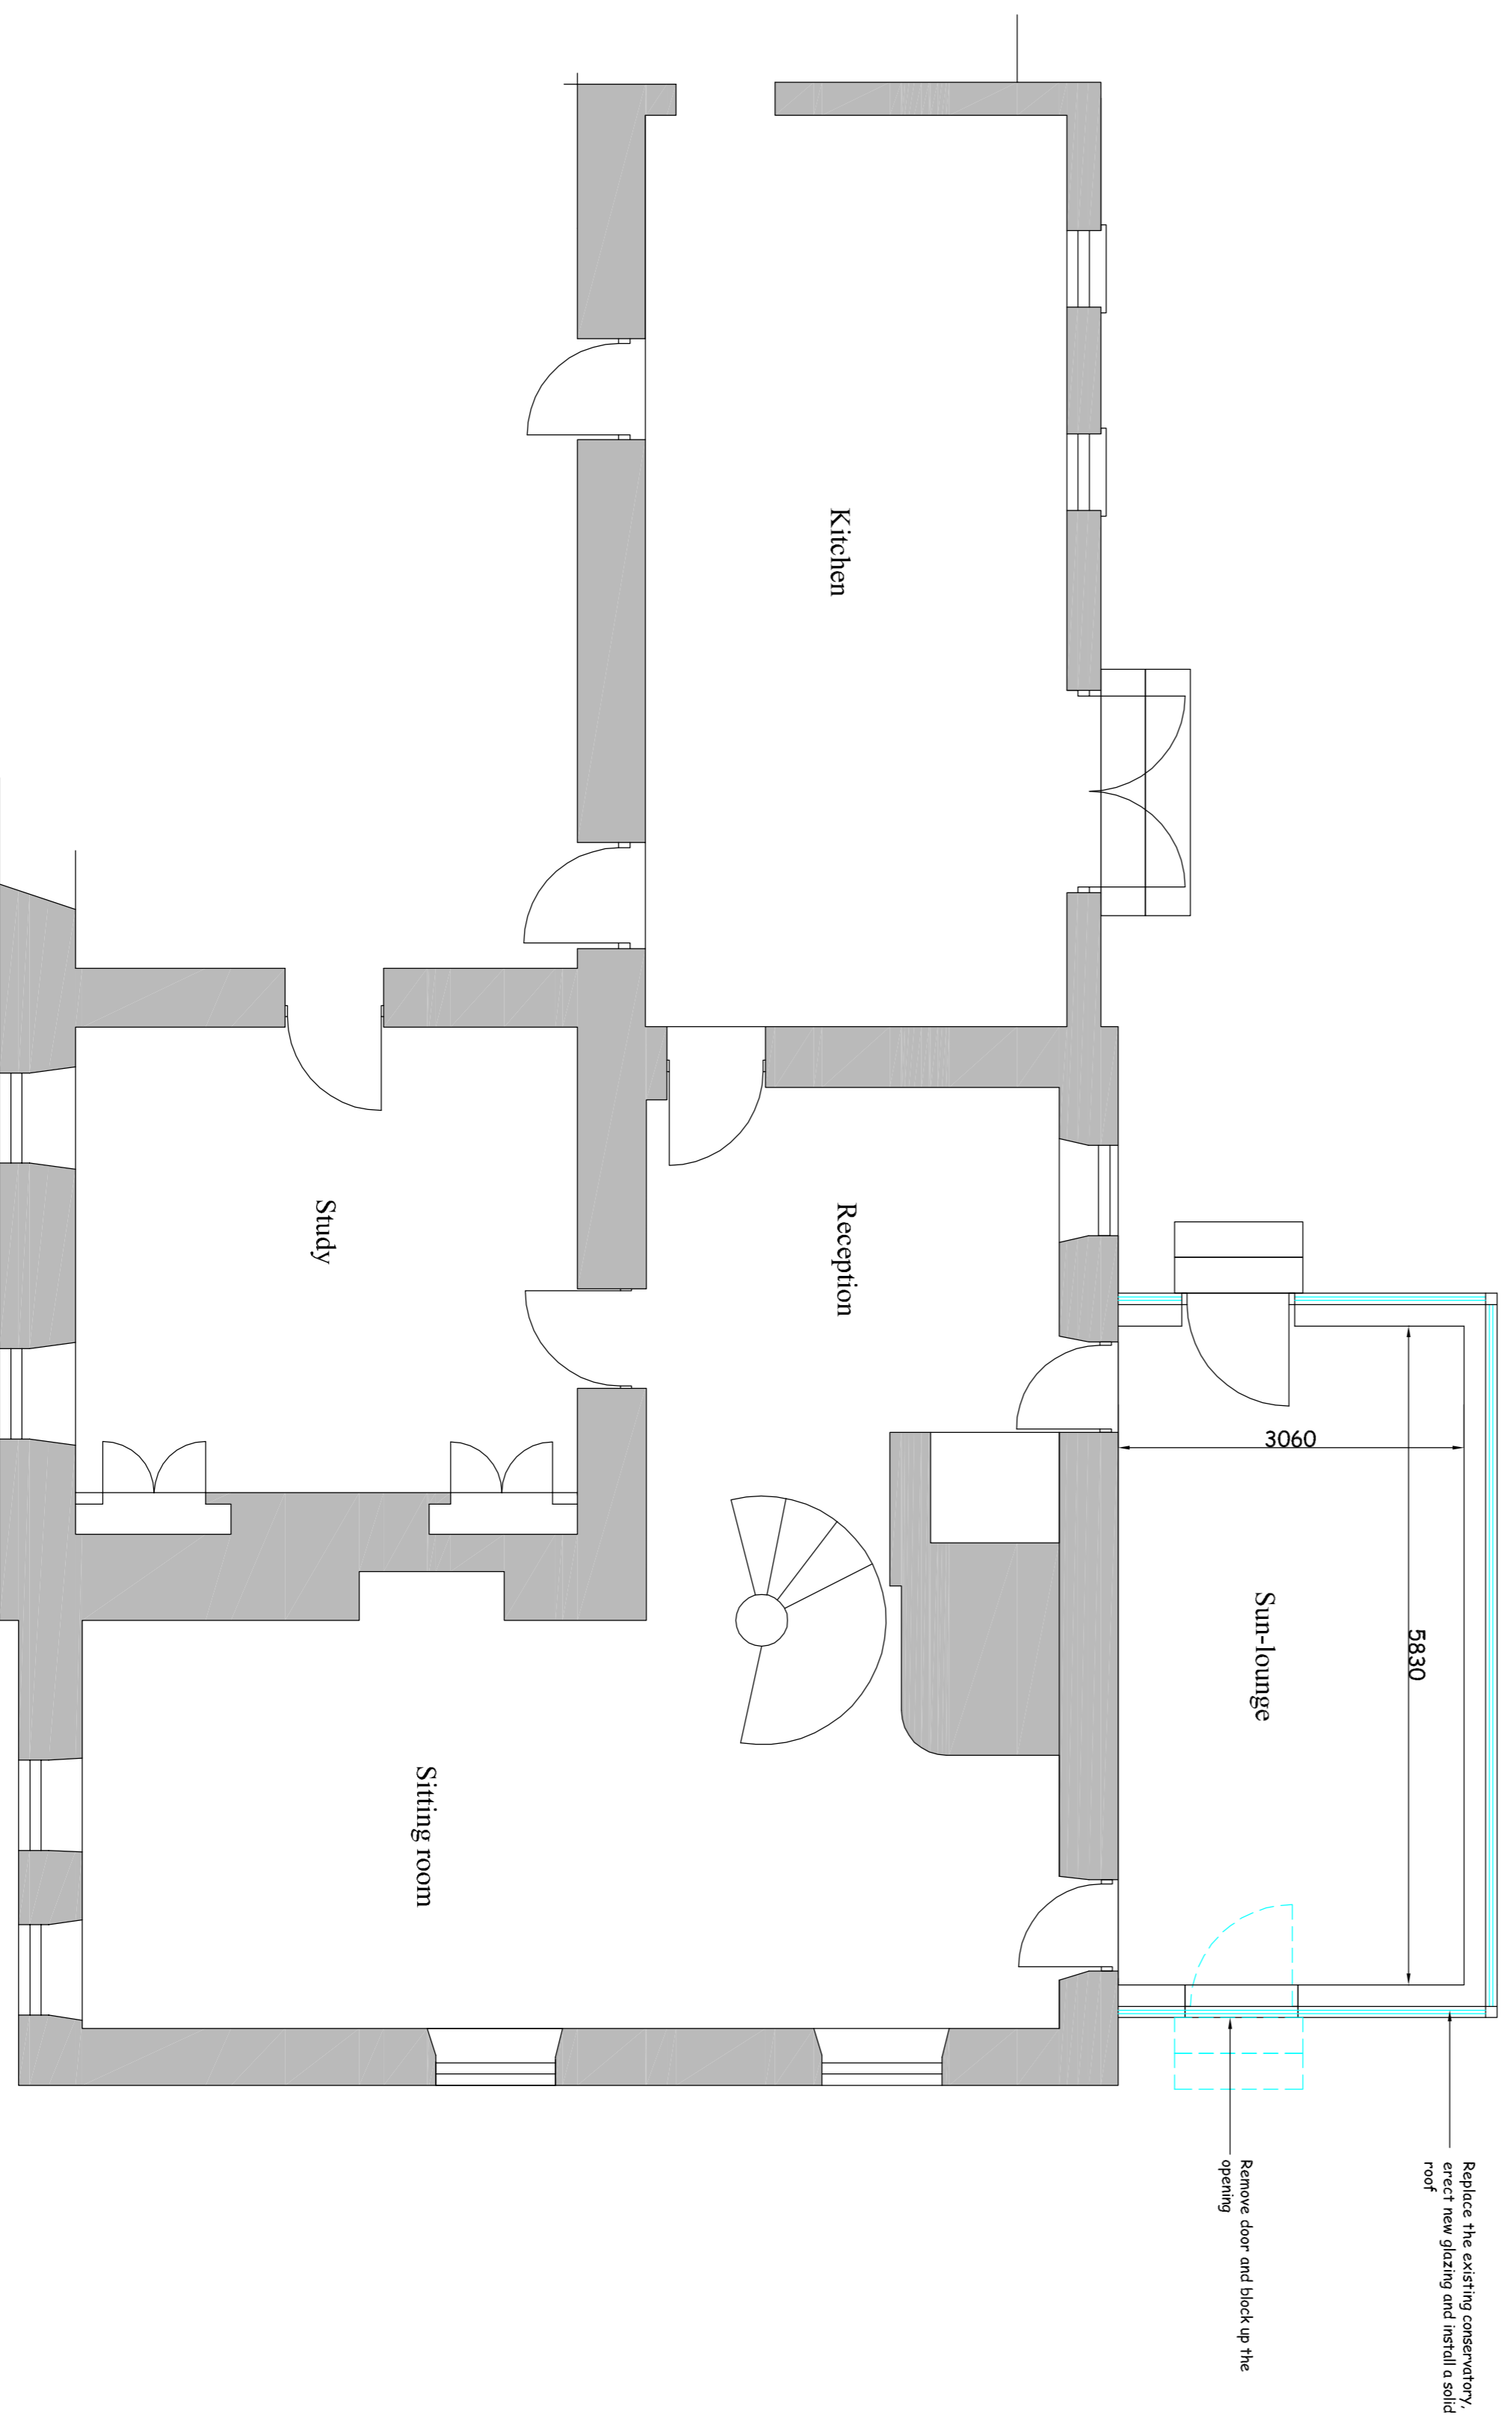 Replace the existing conservatory,
erect new glazing and install a solid
roof
Remove door and block up the
opening
5830
3060
Sun-lounge
Kitchen
Reception
Sitting room
Study